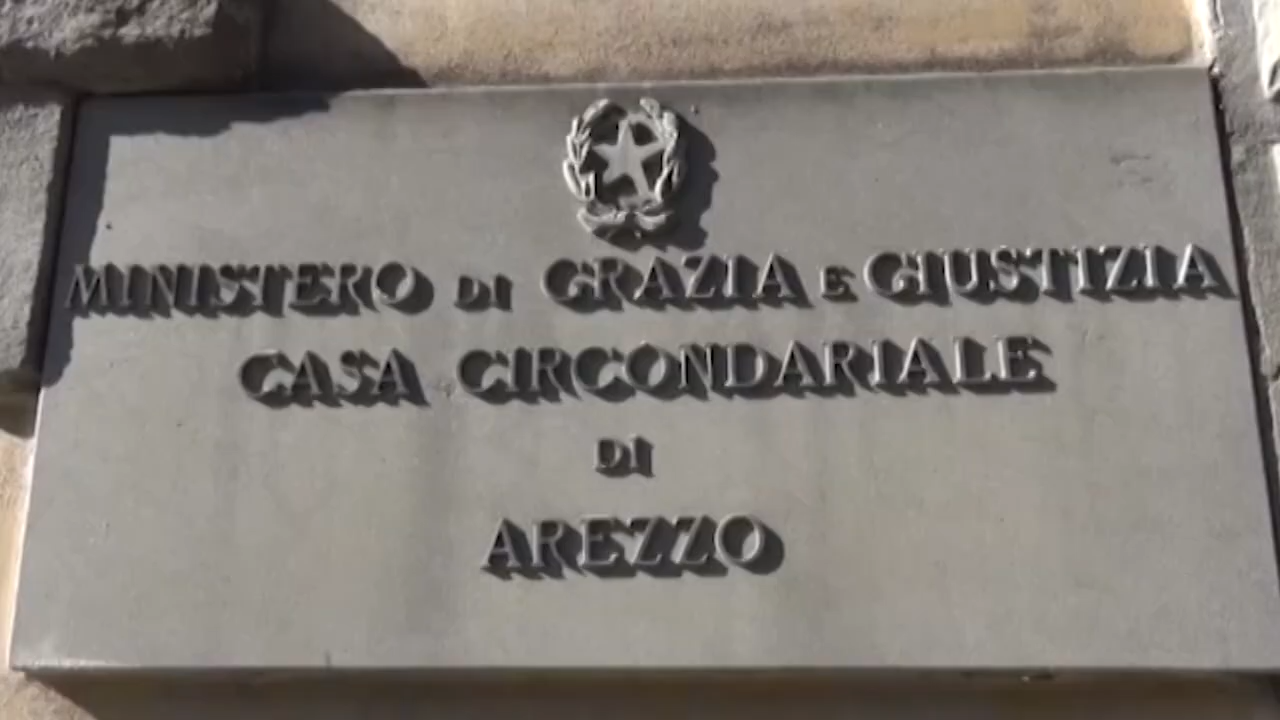 MINISTERO DI GRAZIA E GIUSTIZIA
CASA CIRCONDARIALE
DI
AREZZO